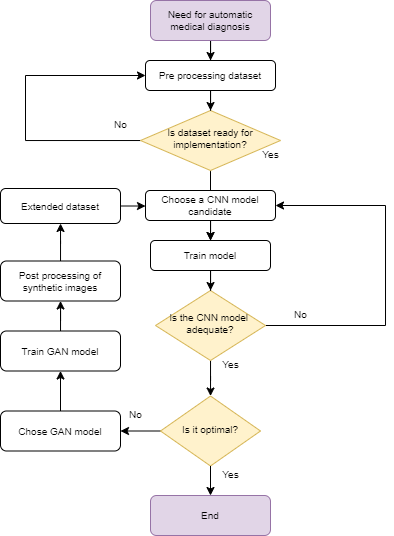 Need for automatic
medical diagnosis
Pre processing dataset
No
Is dataset ready for
implementation?
Yes
Extended dataset
Choose a CNN model
candidate
Train model
Post processing of
synthetic images
Is the CNN model
adequate?
No
Train GAN model
Yes
No
Chose GAN model
Is it optimal?
Yes
End